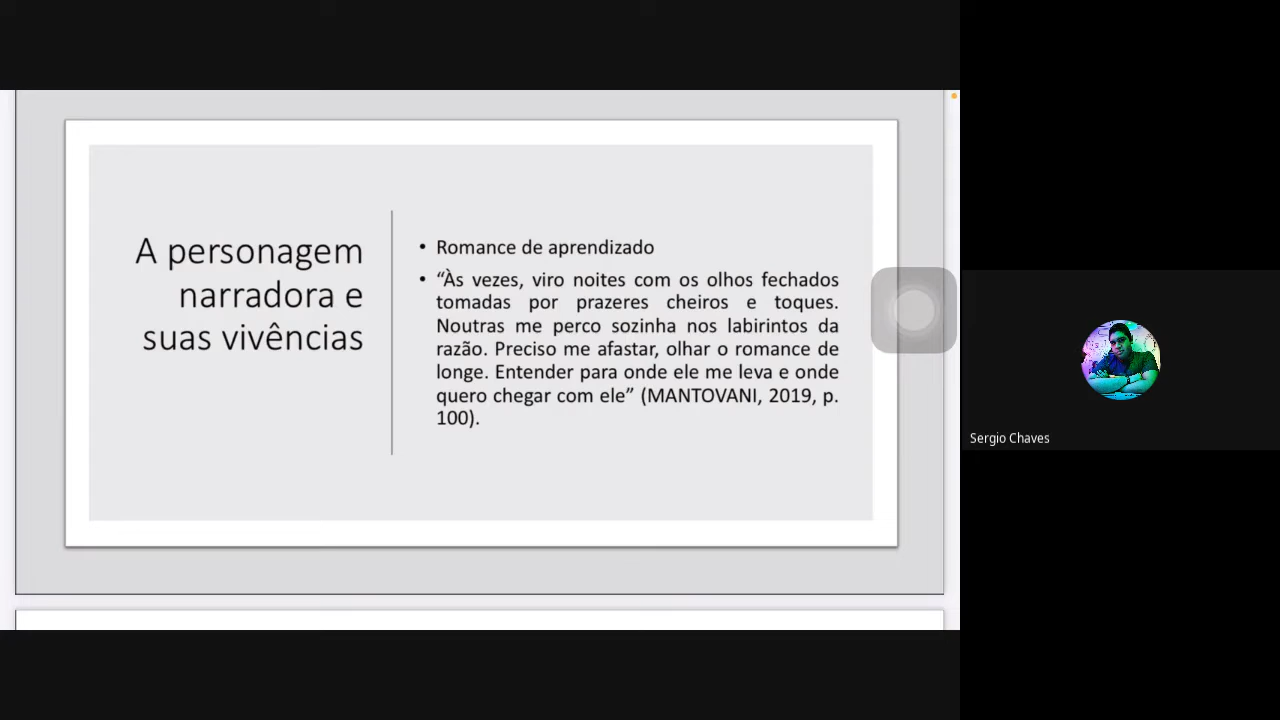 A personagem
narradora e
suas vivências
• Romance de aprendizado
• “Às vezes, viro noites com os olhos fechados
tomadas por prazeres cheiros e toques.
Noutras me perco sozinha nos labirintos da
razão. Preciso me afastar, olhar o romance de
longe. Entender para onde ele me leva e onde
quero chegar com ele” (MANTOVANI, 2019, p.
100).
Sergio Chaves